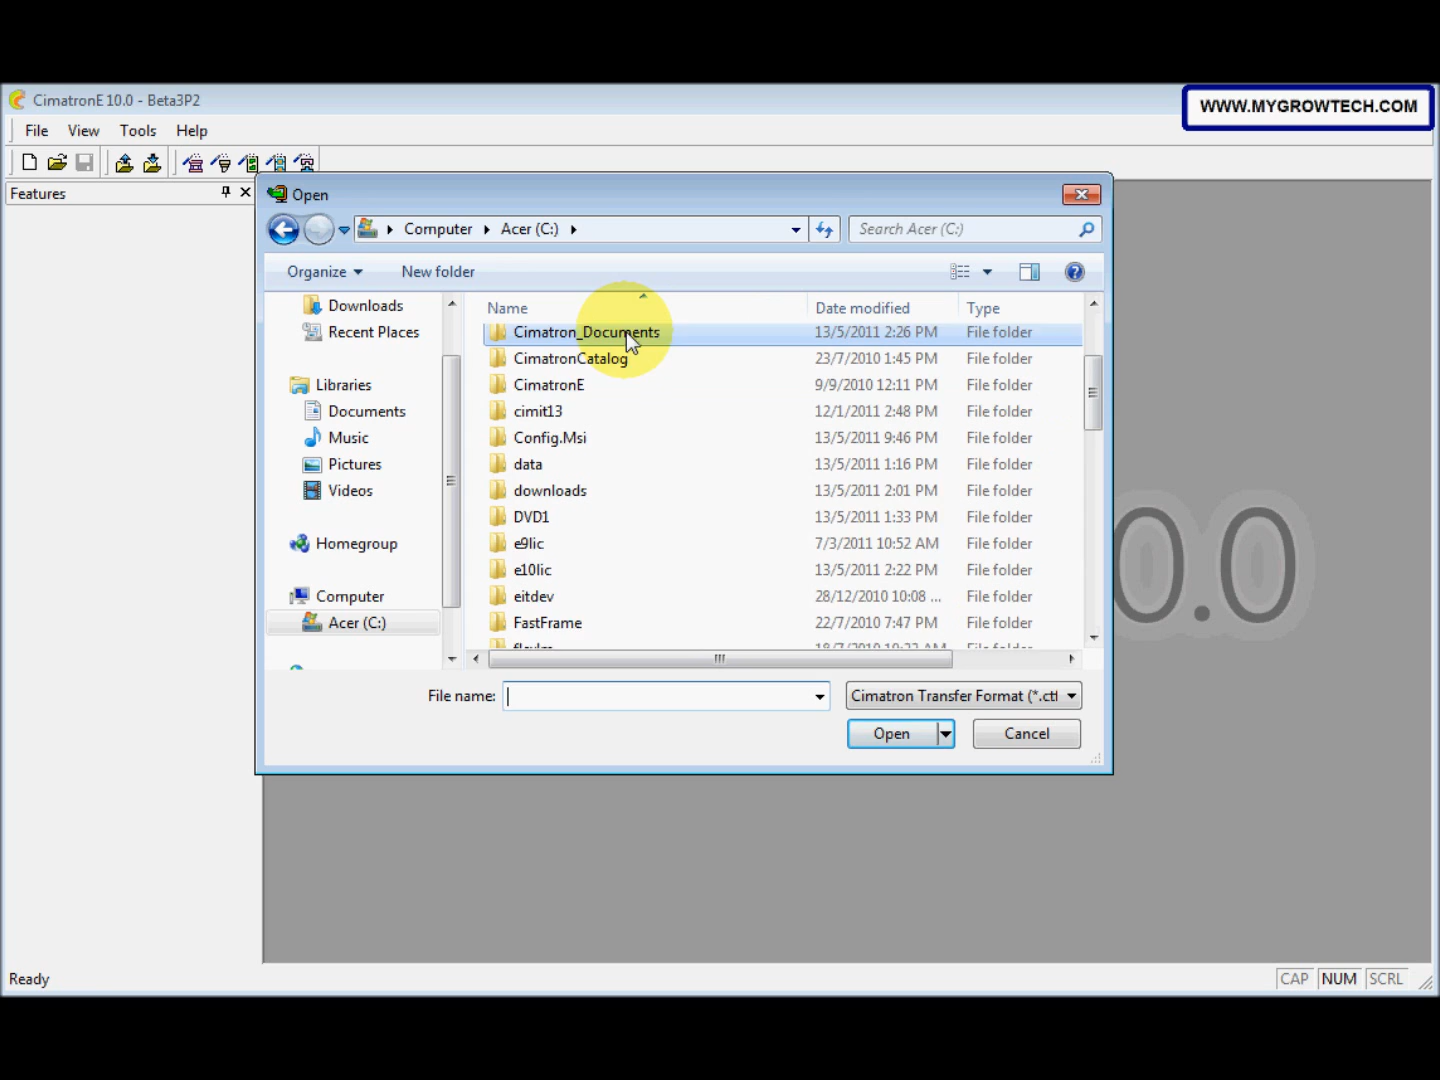 CimatronE 10.0 - Beta3P2
WWW.MYGROWTECH.COM
File View Tools Help
Features
Open
Computer Acer (C:)
Search Acer (C:)
Organize New folder
Name Date modified Type
Downloads
Recent Places
Libraries
Documents
Music
Pictures
Videos
Homegroup
Computer
Acer (C:)
Cimatron_Documents 13/5/2011 2:26 PM File folder
CimatronCatalog 23/7/2010 1:45 PM File folder
CimatronE 9/9/2010 12:11 PM File folder
cimit13 12/1/2011 2:48 PM File folder
Config.Msi 13/5/2011 9:46 PM File folder
data 13/5/2011 1:16 PM File folder
downloads 13/5/2011 2:01 PM File folder
DVD1 13/5/2011 1:33 PM File folder
e9lic 7/3/2011 10:52 AM File folder
e10lic 13/5/2011 2:22 PM File folder
eitdev 28/12/2010 10:08 ... File folder
FastFrame 22/7/2010 7:47 PM File folder
File name: Cimatron Transfer Format (*.ctf
Open Cancel
0.0
Ready
CAP NUM SCRL